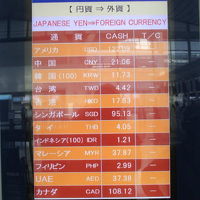 円貨 ⇒ 外貨
JAPANESE YEN⇒FOREIGN CURRENCY
通貨 CASH T/C
アメリカ USD —
中国 CNY 21.06 —
韓国(100) KRW 11.73 —
台湾 TWD 4.42 —
香港 HKD 17.83 —
シンガポール SGD 95.13 —
タイ THB 4.05 —
インドネシア(100) IDR 1.21 —
マレーシア MYR 37.87 —
フィリピン PHP 2.99 —
UAE AED 37.38 —
カナダ CAD 108.12 —